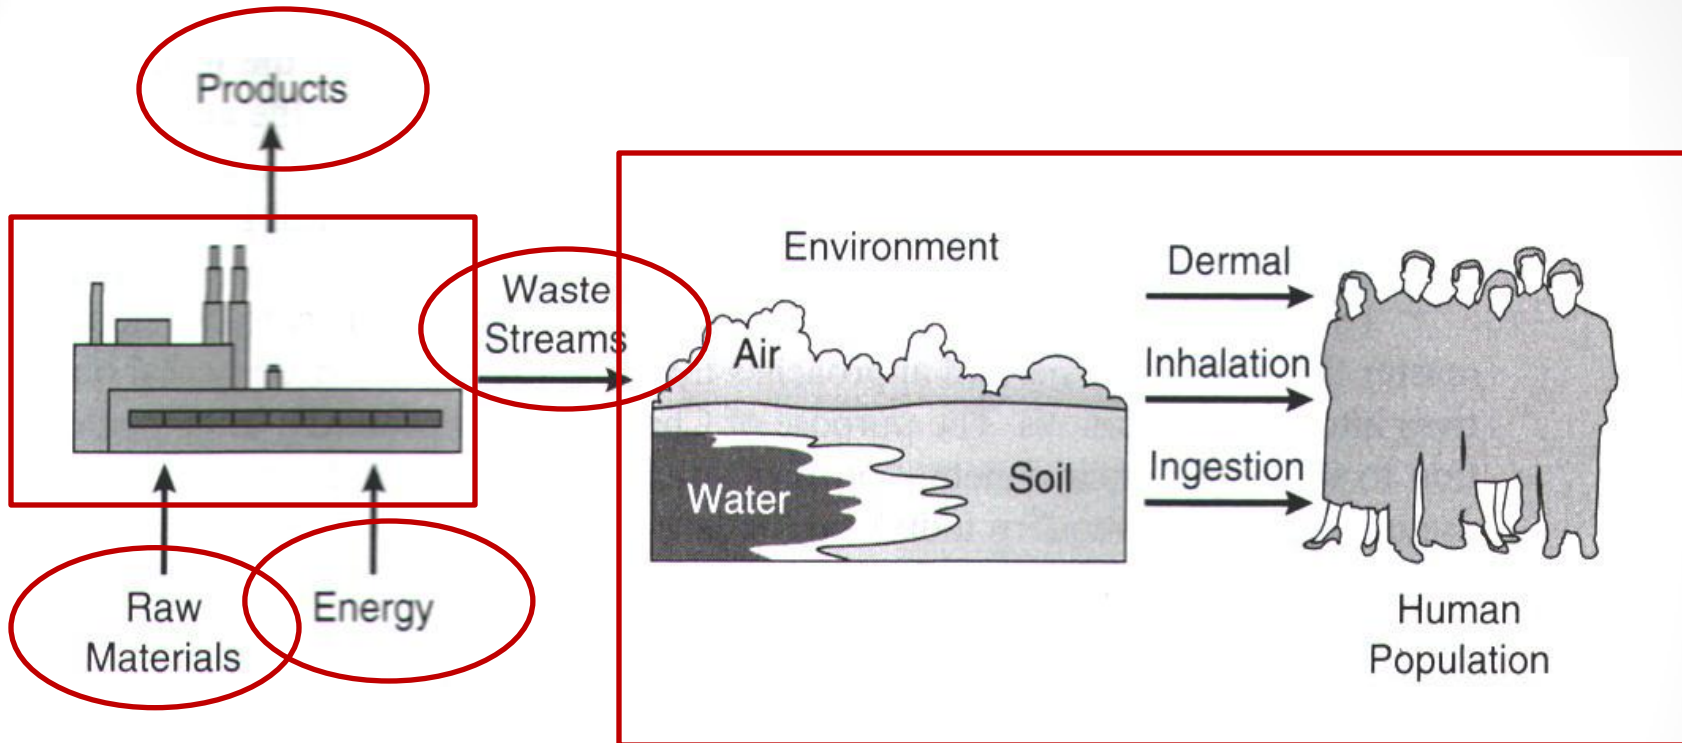 Products
Waste
Streams
Raw
Materials
Energy
Environment
Air
Water
Soil
Dermal
Inhalation
Ingestion
Human
Population